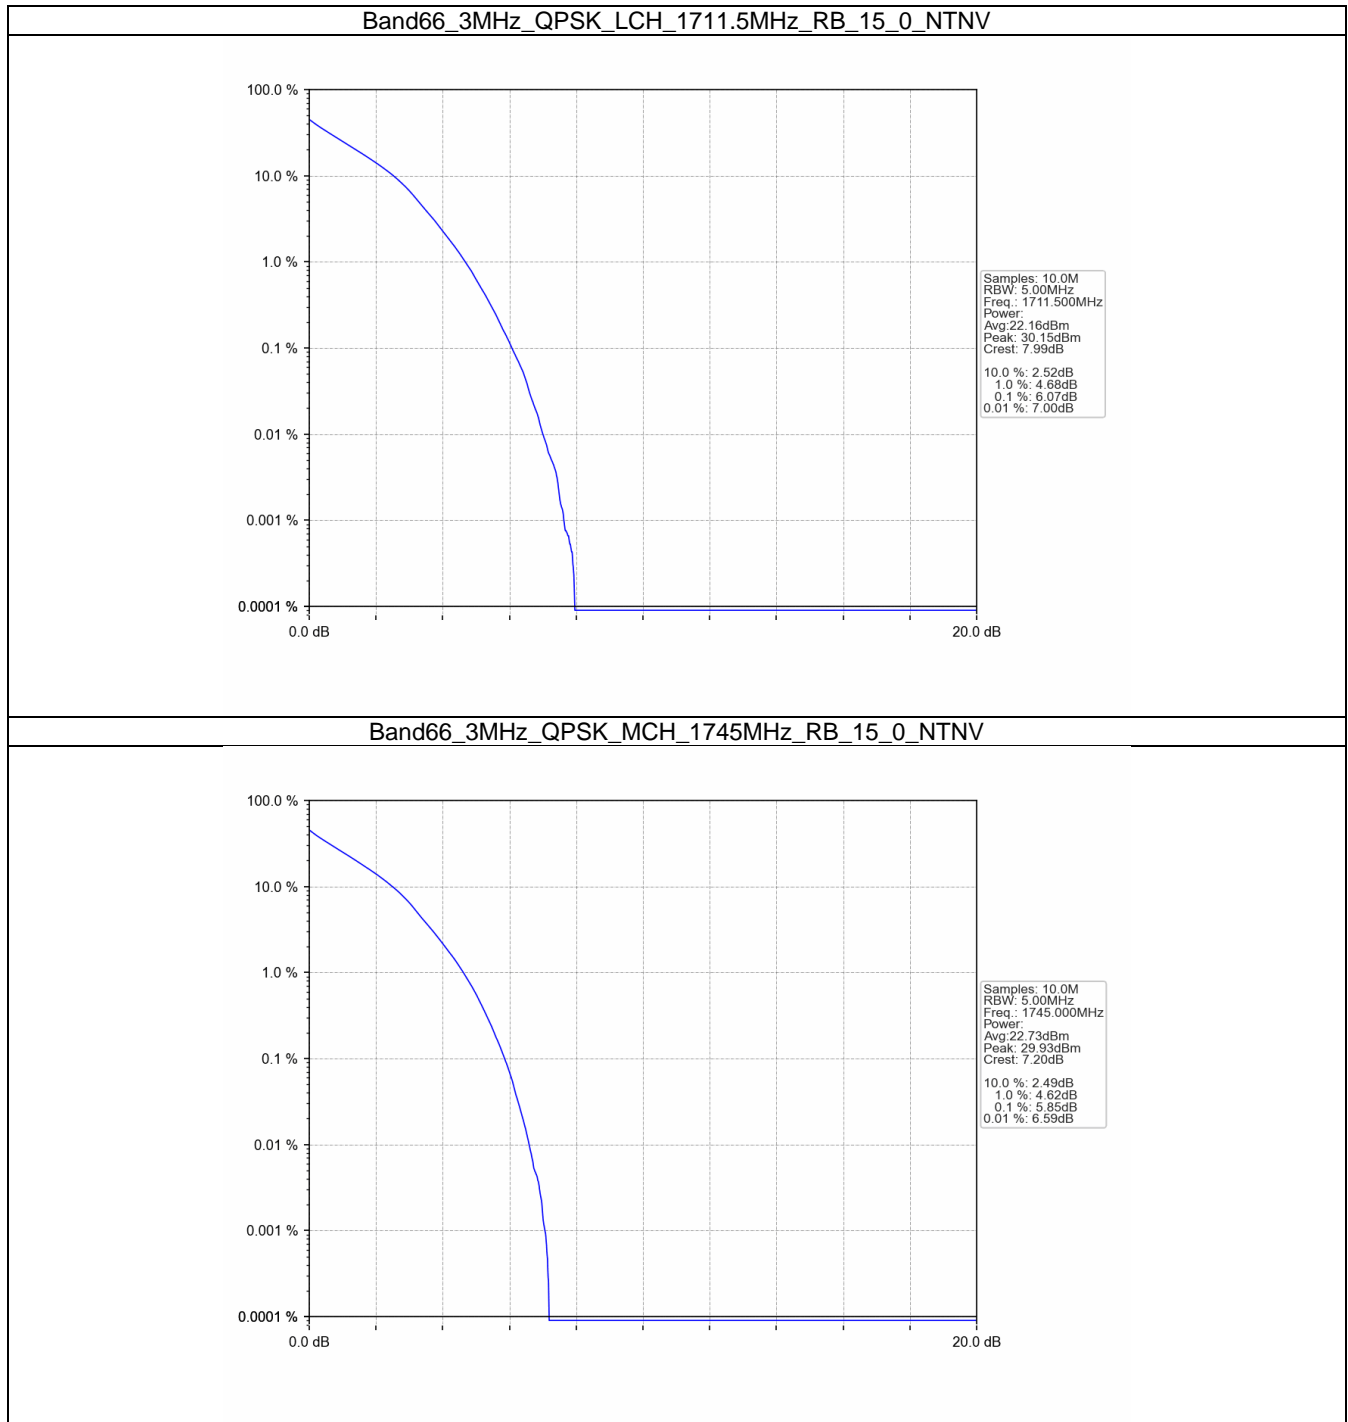 Band66_3MHz_QPSK_LCH_1711.5MHz_RB_15_0_NTNV
100.0 %
10.0 %
1.0 %
0.1 %
0.01 %
0.001 %
0.0001 %
0.0 dB
20.0 dB
Samples: 10.0M
RBW: 5.00MHz
Freq.: 1711.500MHz
Power:
Avg:22.16dBm
Peak: 30.15dBm
Crest: 7.99dB
10.0 %: 2.52dB
1.0 %: 4.68dB
0.1 %: 6.07dB
0.01 %: 7.00dB
Band66_3MHz_QPSK_MCH_1745MHz_RB_15_0_NTNV
100.0 %
10.0 %
1.0 %
0.1 %
0.01 %
0.001 %
0.0001 %
0.0 dB
20.0 dB
Samples: 10.0M
RBW: 5.00MHz
Freq.: 1745.000MHz
Power:
Avg:22.73dBm
Peak: 29.93dBm
Crest: 7.20dB
10.0 %: 2.49dB
1.0 %: 4.62dB
0.1 %: 5.85dB
0.01 %: 6.59dB